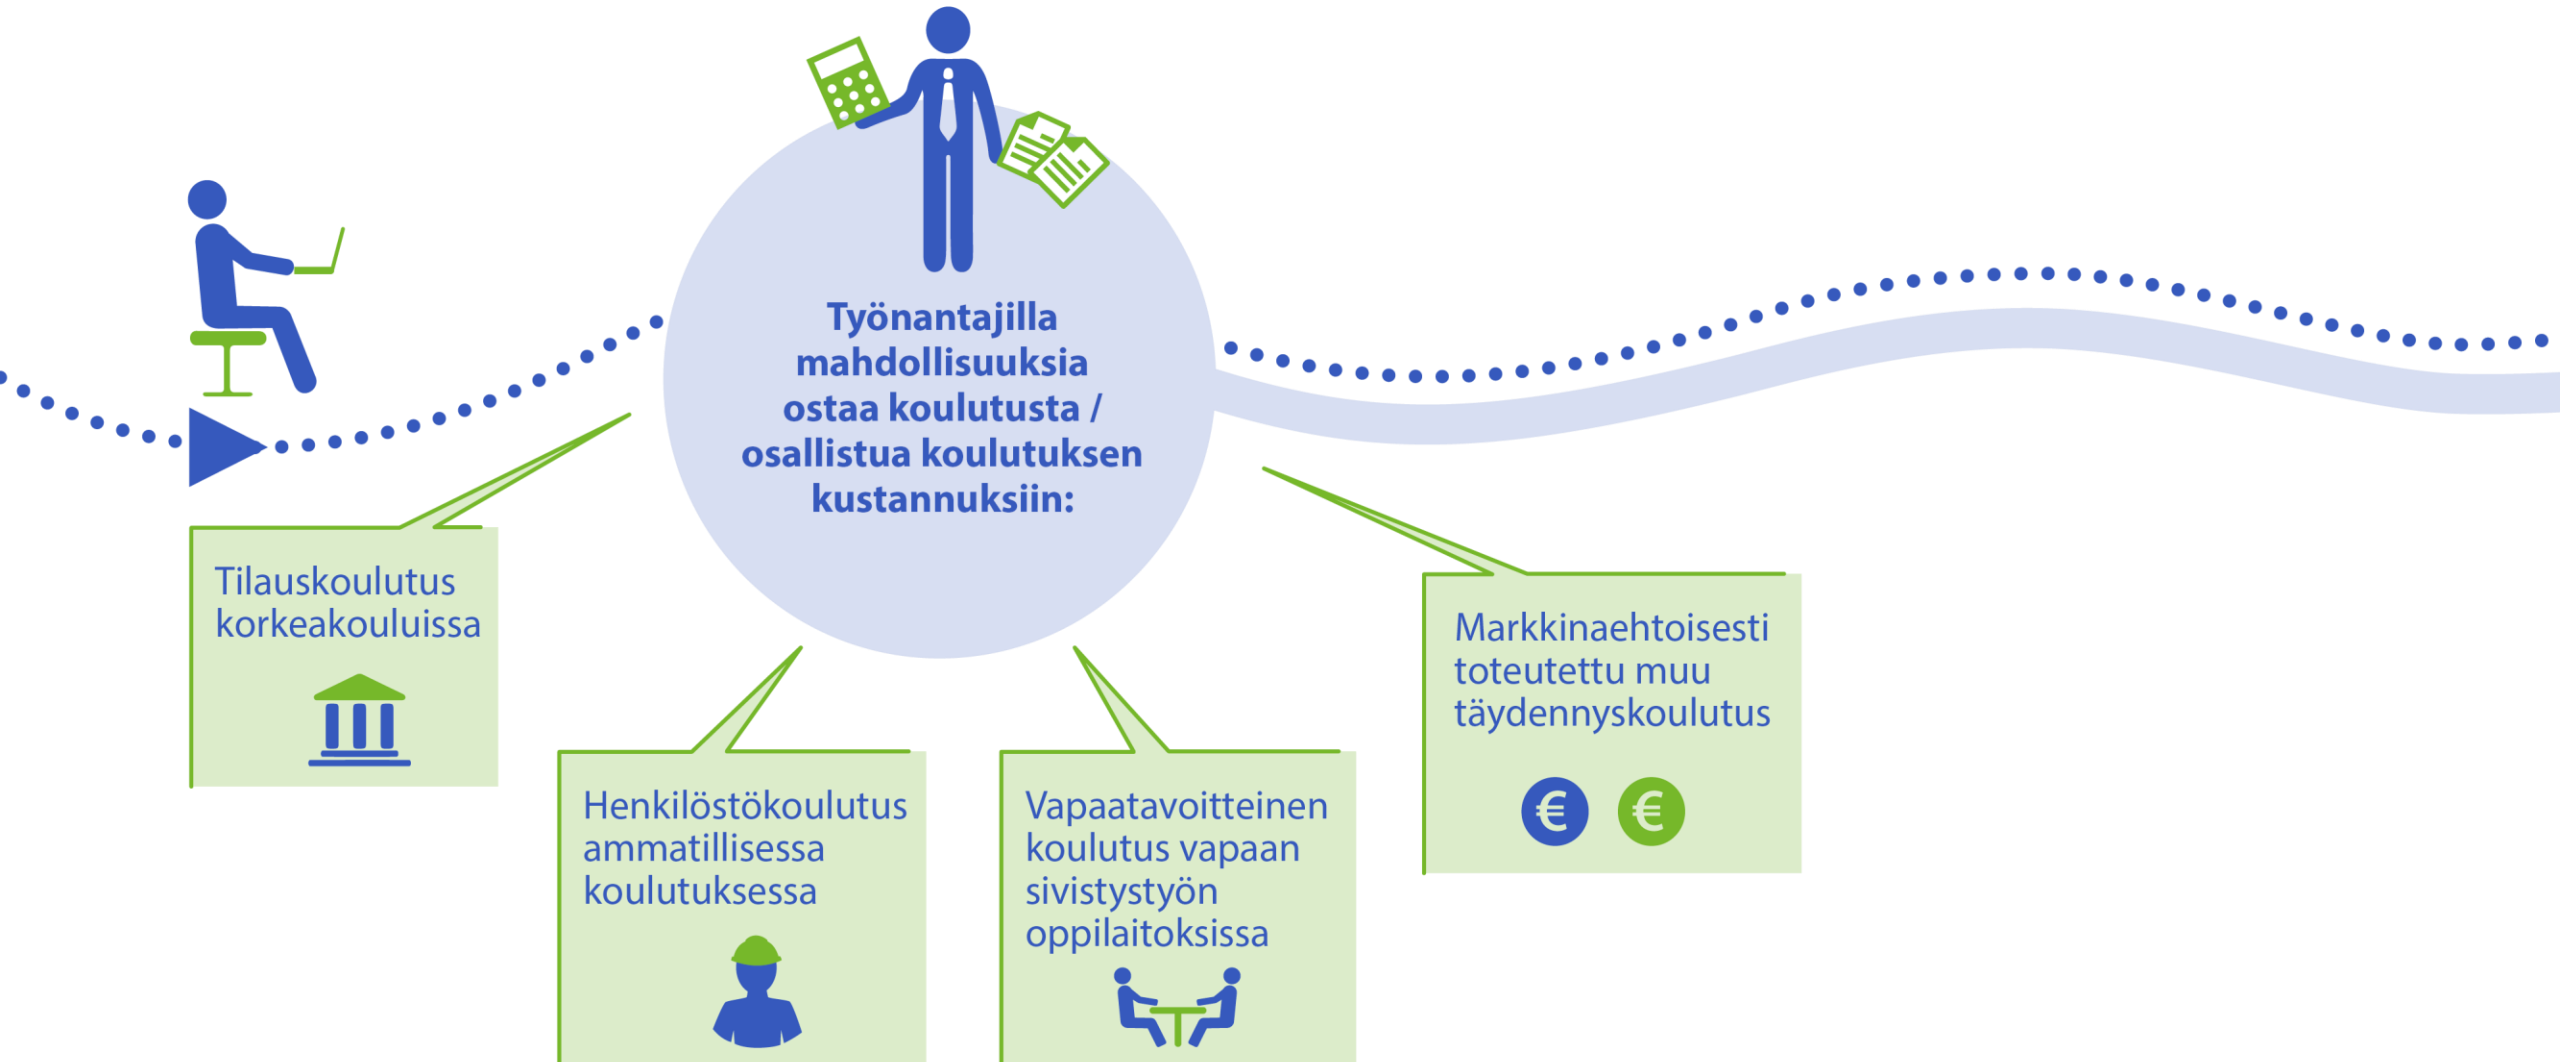 Työnantajilla
mahdollisuuksia
ostaa koulutusta /
osallistua koulutuksen
kustannuksiin:
Tilauskoulutus
korkeakouluissa
Henkilöstökoulutus
ammatillisessa
koulutuksessa
Vapaatavoitteinen
koulutus vapaan
sivistystyön
oppilaitoksissa
Markkinaehtoisesti
toteutettu muu
täydennyskoulutus
€ €